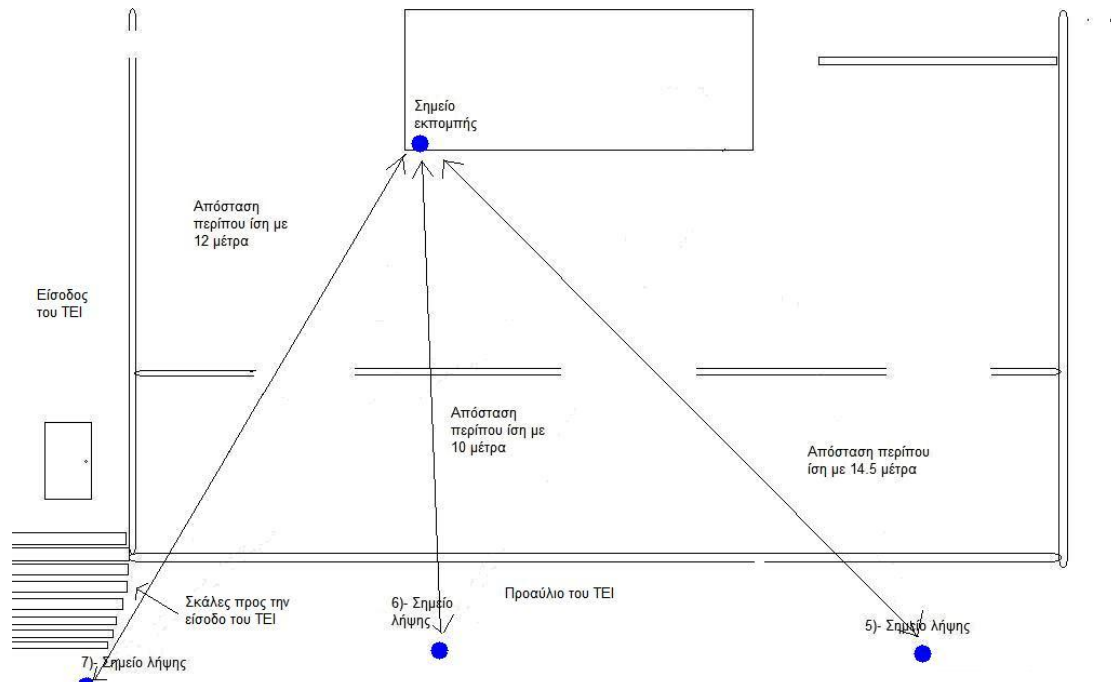 Σημείο
εκπομπής
Απόσταση
περίπου ίση με
12 μέτρα
Είσοδος
του ΤΕΙ
Απόσταση
περίπου ίση με
10 μέτρα
Απόσταση περίπου
ίση με 14.5 μέτρα
Σκάλες προς την
είσοδο του ΤΕΙ
Προαύλιο του ΤΕΙ
6)- Σημείο
λήψης
5)- Σημείο λήψης
7)- Σημείο λήψης